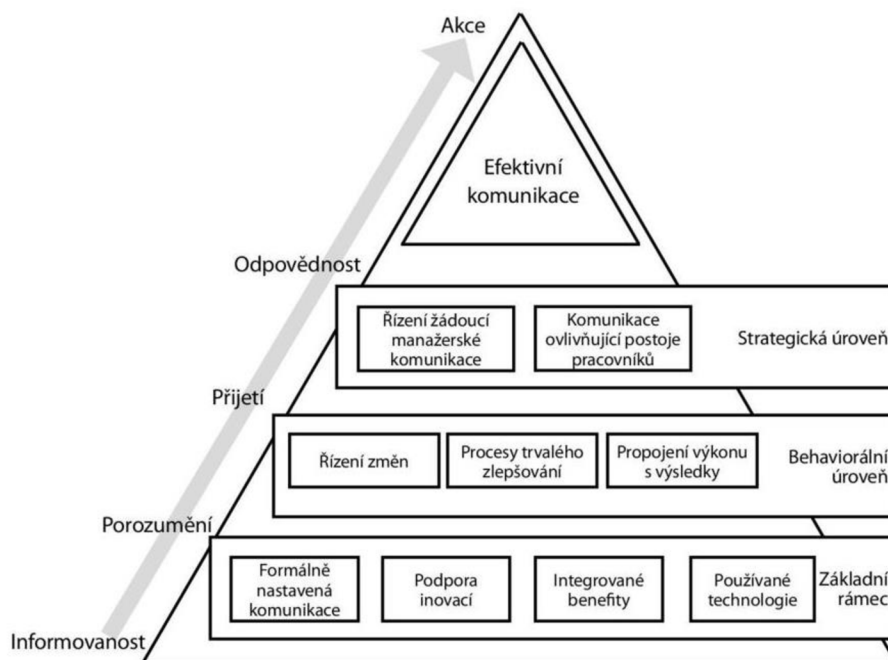 Akce
Efektivní
komunikace
Odpovědnost
Řízení žádoucí
manažerské
komunikace
Komunikace
ovlivňující postoje
pracovníků
Strategická úroveň
Přijetí
Řízení změn
Procesy trvalého
zlepšování
Propojení výkonu
s výsledky
Behaviorální
úroveň
Porozumění
Formálně
nastavená
komunikace
Podpora
inovací
Integrované
benefity
Používané
technologie
Základní
rámec
Informovanost